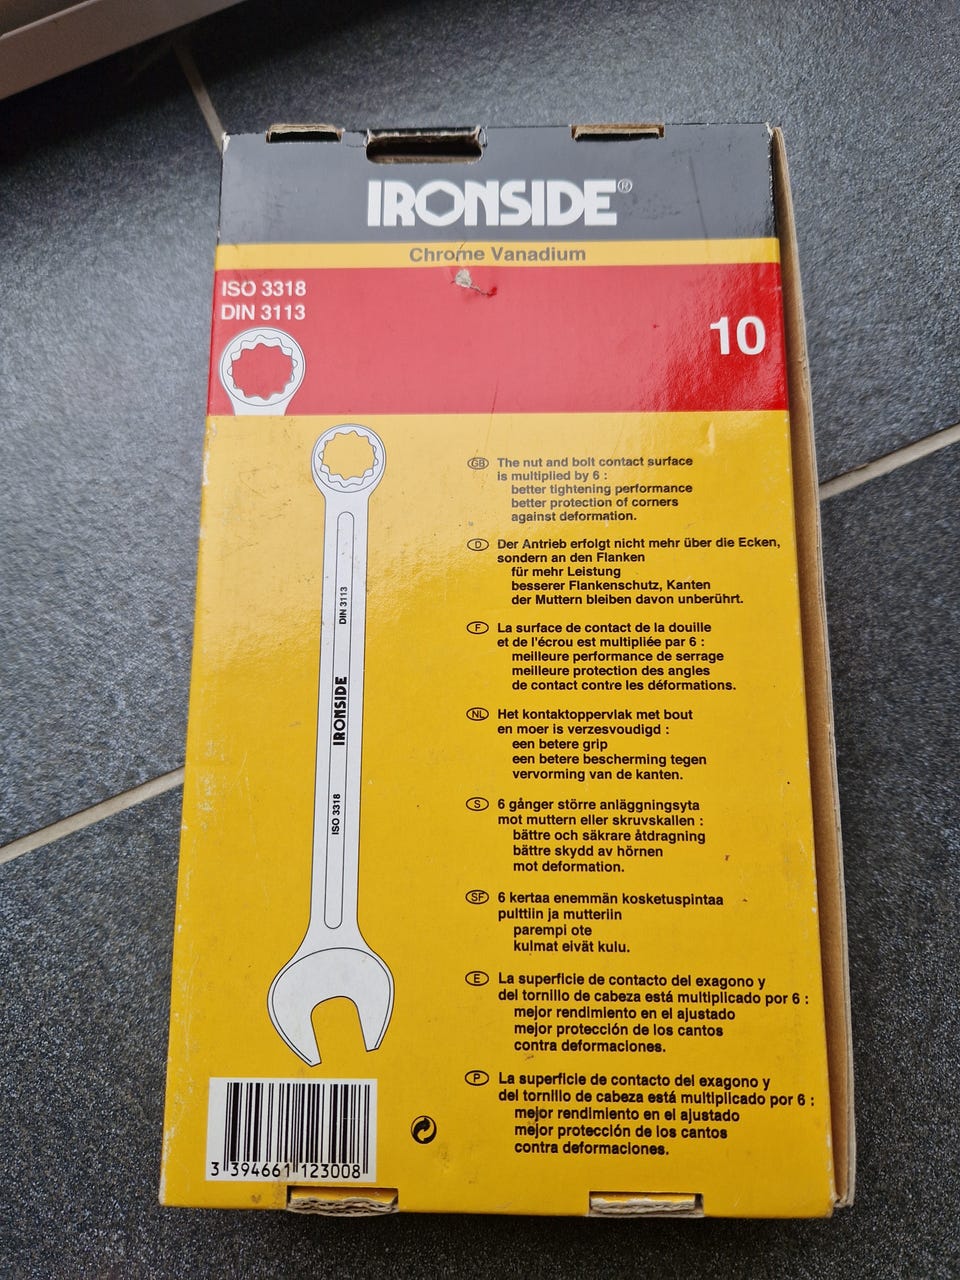 IRONSIDE®
Chrome Vanadium
ISO 3318
DIN 3113
10
DIN 3113
IRONSIDE
ISO 3318
GB The nut and bolt contact surface
is multiplied by 6 :
better tightening performance
better protection of corners
against deformation.
D Der Antrieb erfolgt nicht mehr über die Ecken,
sondern an den Flanken
für mehr Leistung
besserer Flankenschutz, Kanten
der Muttern bleiben davon unberührt.
F La surface de contact de la douille
et de l'écrou est multipliée par 6 :
meilleure performance de serrage
meilleure protection des angles
de contact contre les déformations.
NL Het kontaktoppervlak met bout
en moer is verzesvoudigd :
een betere grip
een betere bescherming tegen
vervorming van de kanten.
S 6 gånger större anläggningsyta
mot muttern eller skruvskallen :
bättre och säkrare åtdragning
bättre skydd av hörnen
mot deformation.
SF 6 kertaa enemmän kosketuspintaa
pulttiin ja mutteriin
parempi ote
kulmat eivät kulu.
E La superficie de contacto del exagono y
del tornillo de cabeza está multiplicado por 6 :
mejor rendimiento en el ajustado
mejor protección de los cantos
contra deformaciones.
P La superficie de contacto del exagono y
del tornillo de cabeza está multiplicado por 6 :
mejor rendimiento en el ajustado
mejor protección de los cantos
contra deformaciones.
3 394661 123008